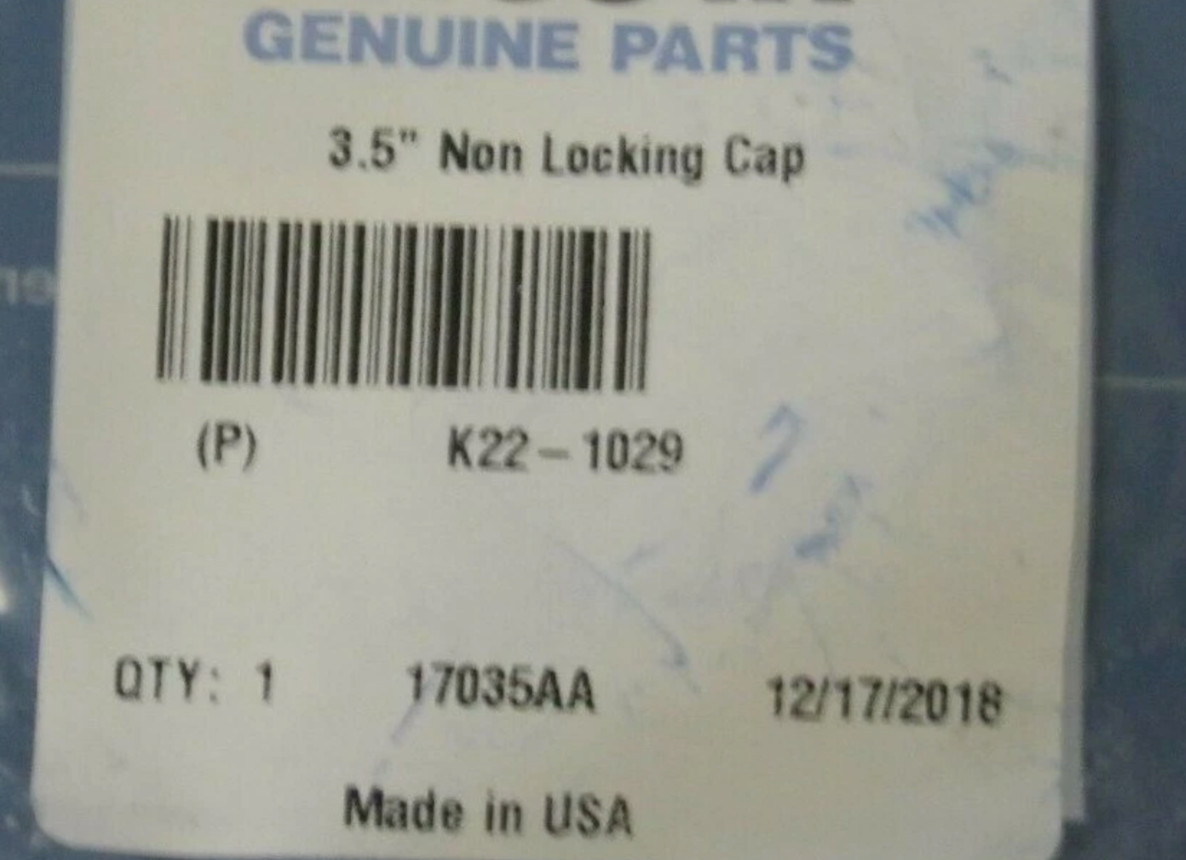 GENUINE PARTS
3.5" Non Locking Cap
(P) K22-1029
QTY: 1 17035AA 12/17/2018
Made in USA